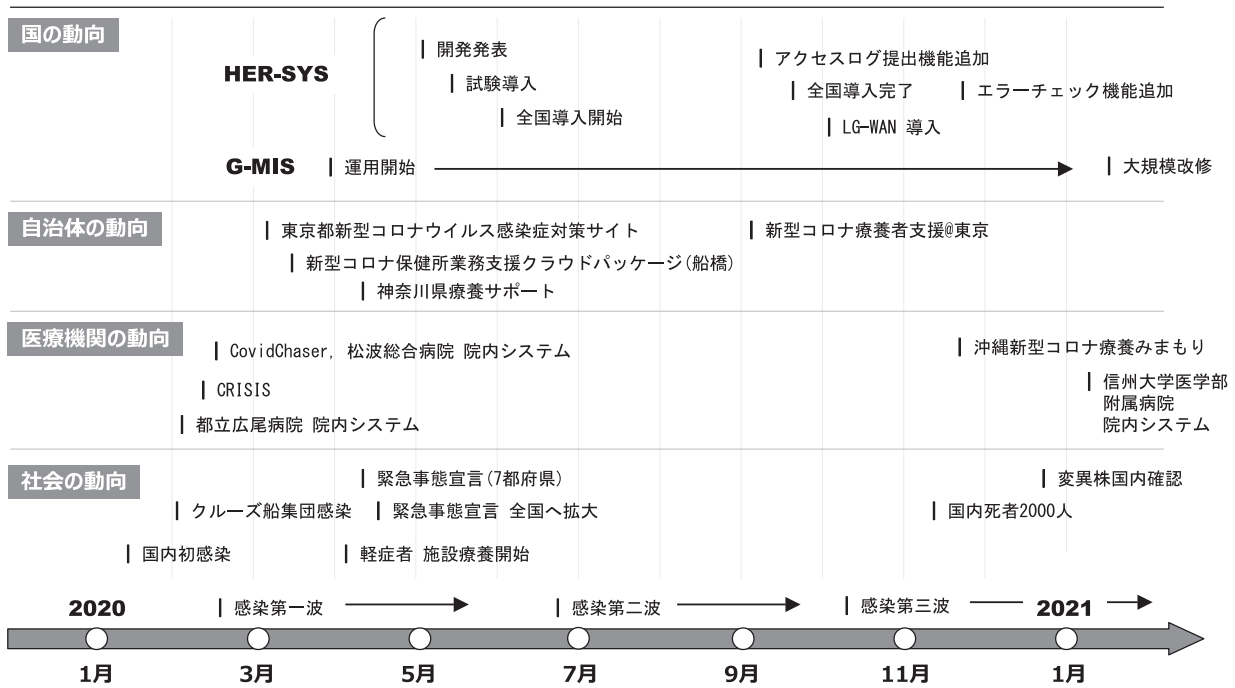 国の動向
HER-SYS
開発発表
試験導入
全国導入開始
アクセスログ提出機能追加
全国導入完了
エラーチェック機能追加
LG-WAN 導入
G-MIS
運用開始
大規模改修
自治体の動向
東京都新型コロナウイルス感染症対策サイト
新型コロナ療養者支援@東京
新型コロナ保健所業務支援クラウドパッケージ(船橋)
神奈川県療養サポート
医療機関の動向
CovidChaser, 松波総合病院 院内システム
沖縄新型コロナ療養みまもり
CRISIS
信州大学医学部
附属病院
院内システム
都立広尾病院 院内システム
社会の動向
緊急事態宣言(7都府県)
変異株国内確認
クルーズ船集団感染
緊急事態宣言 全国へ拡大
国内死者2000人
国内初感染
軽症者 施設療養開始
2020
感染第一波
感染第二波
感染第三波
2021
1月
3月
5月
7月
9月
11月
1月